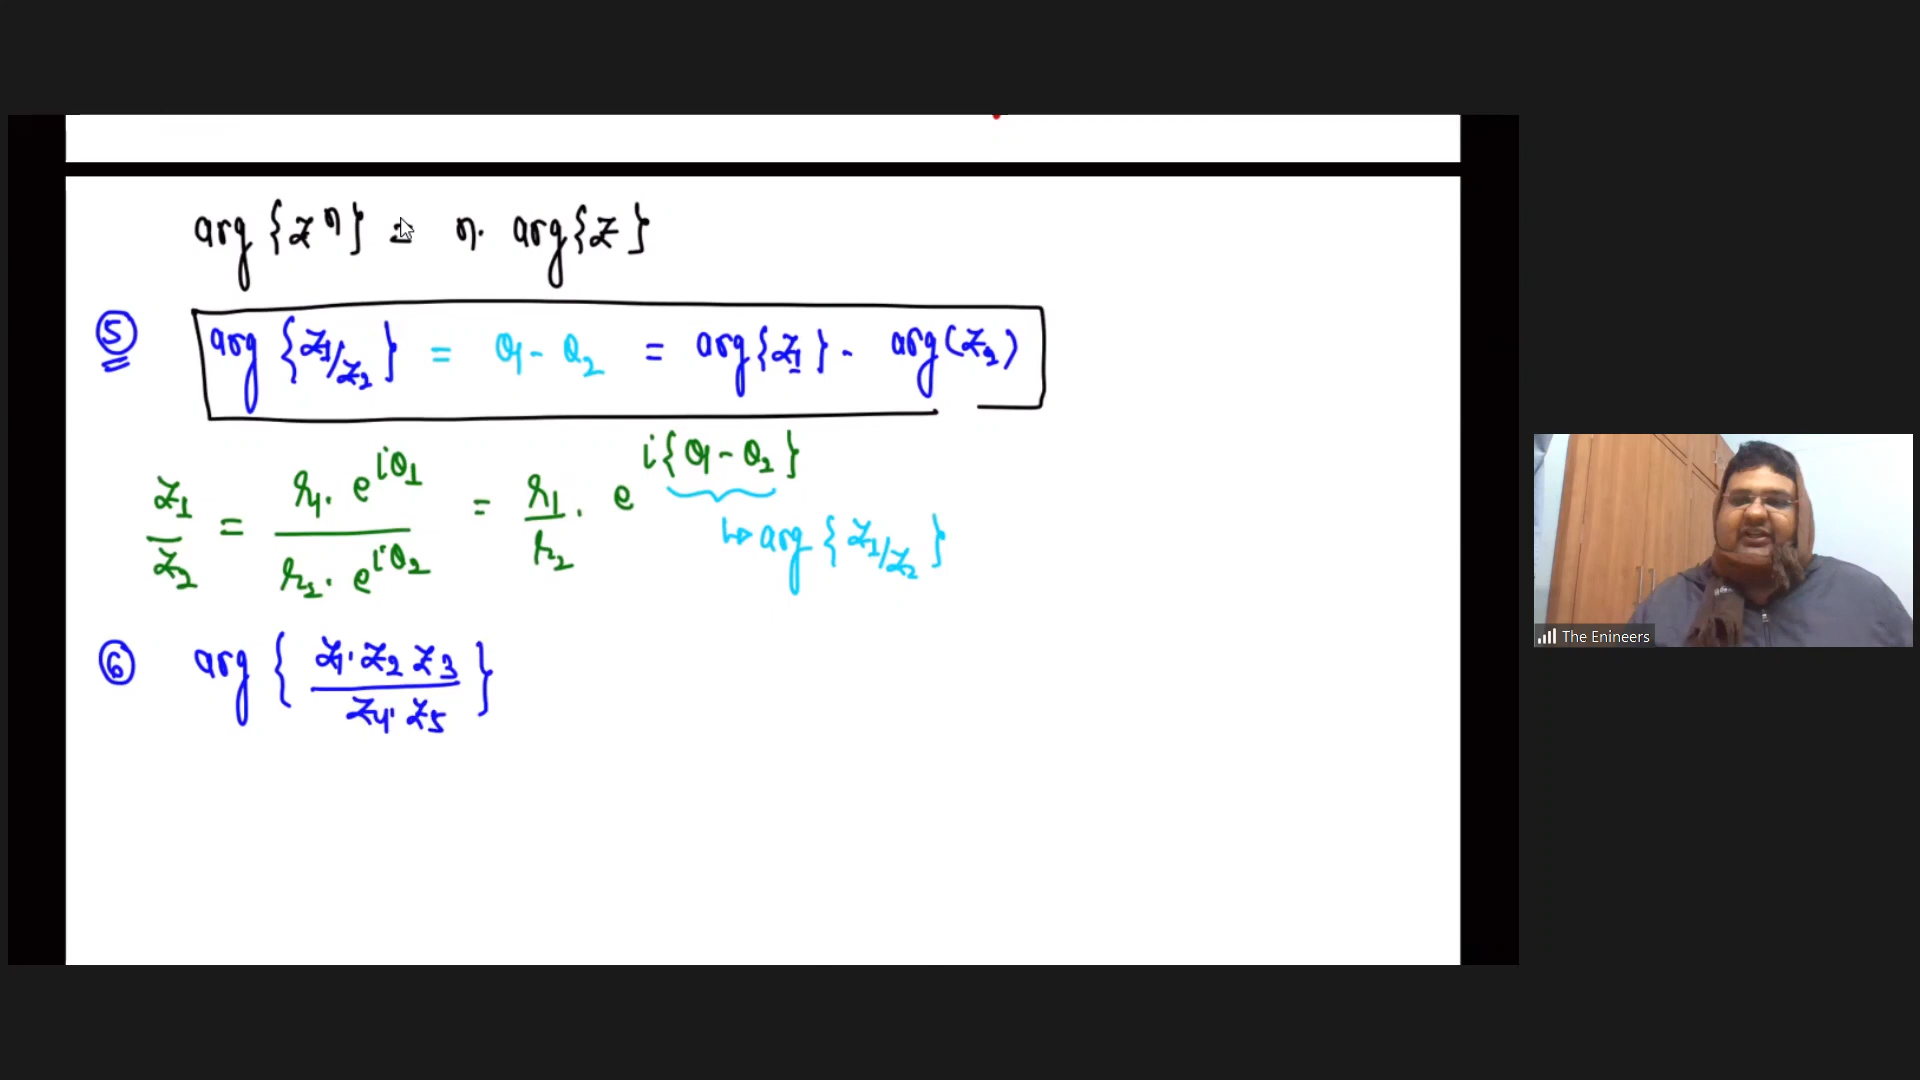 arg {z^n} = n. arg{z}
⑤ arg {z₁/z₂} = θ₁ - θ₂ = arg{z₁} - arg(z₂)
z₁/z₂ = r₁. e^{iθ₁} / r₂. e^{iθ₂} = r₁/r₂ . e^{i{θ₁ - θ₂}}
↳ arg {z₁/z₂}
⑥ arg { z₁. z₂ z₃ / z₄. z₅ }
The Enineers